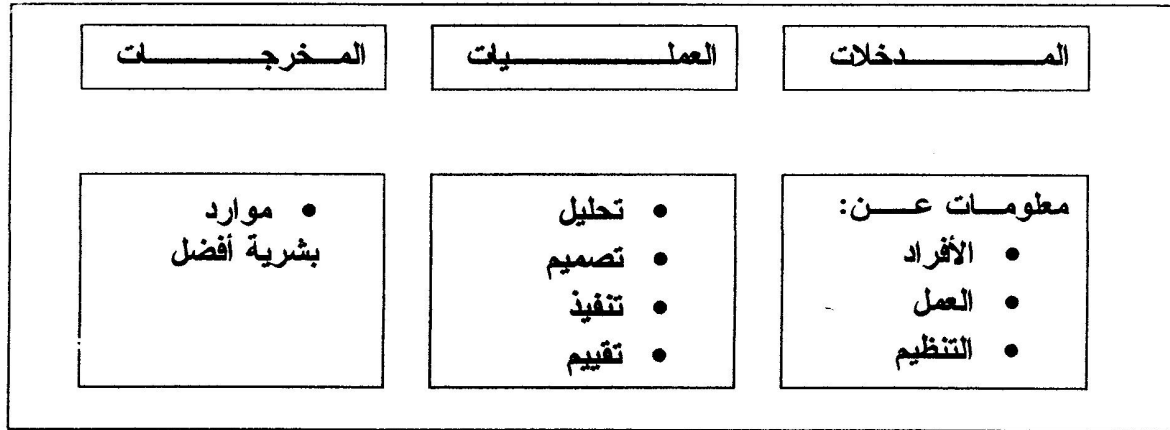 المدخلات
العمليات
المخرجات
معلومات عن:
• الأفراد
• العمل
• التنظيم
• تحليل
• تصميم
• تنفيذ
• تقييم
• موارد
بشرية أفضل